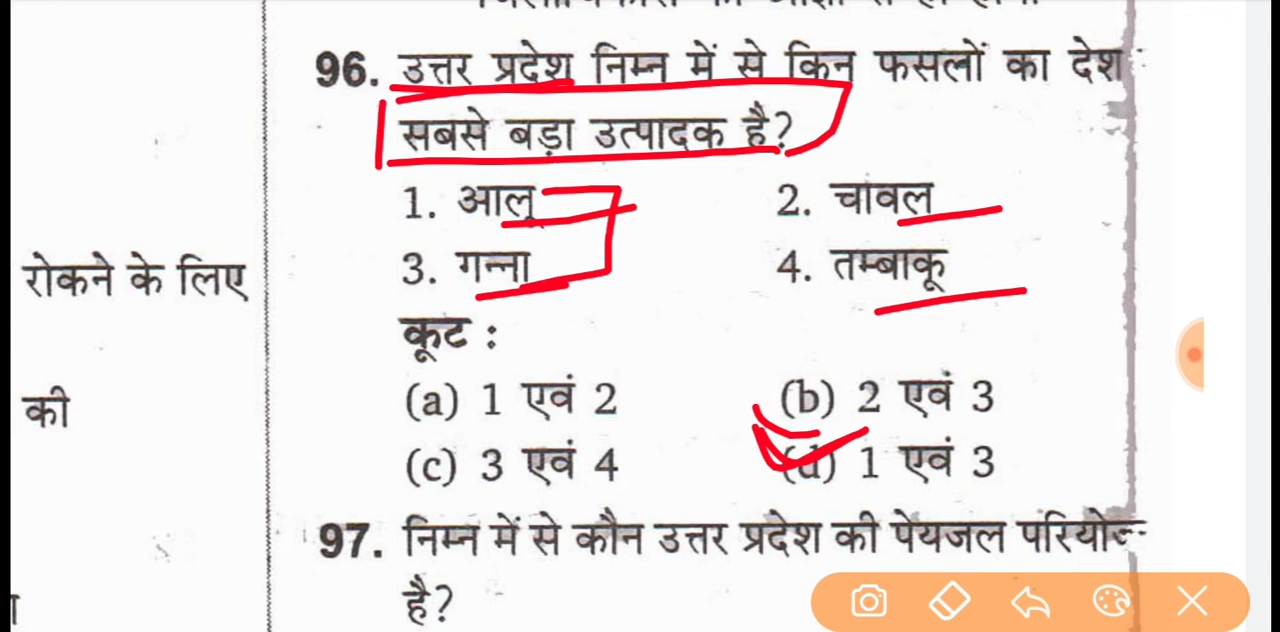 96. उत्तर प्रदेश निम्न में से किन फसलों का देश
सबसे बड़ा उत्पादक है?
1. आलू 2. चावल
3. गन्ना 4. तम्बाकू
रोकने के लिए
कूट :
(a) 1 एवं 2 (b) 2 एवं 3
की
(c) 3 एवं 4 (d) 1 एवं 3
97. निम्न में से कौन उत्तर प्रदेश की पेयजल
है?